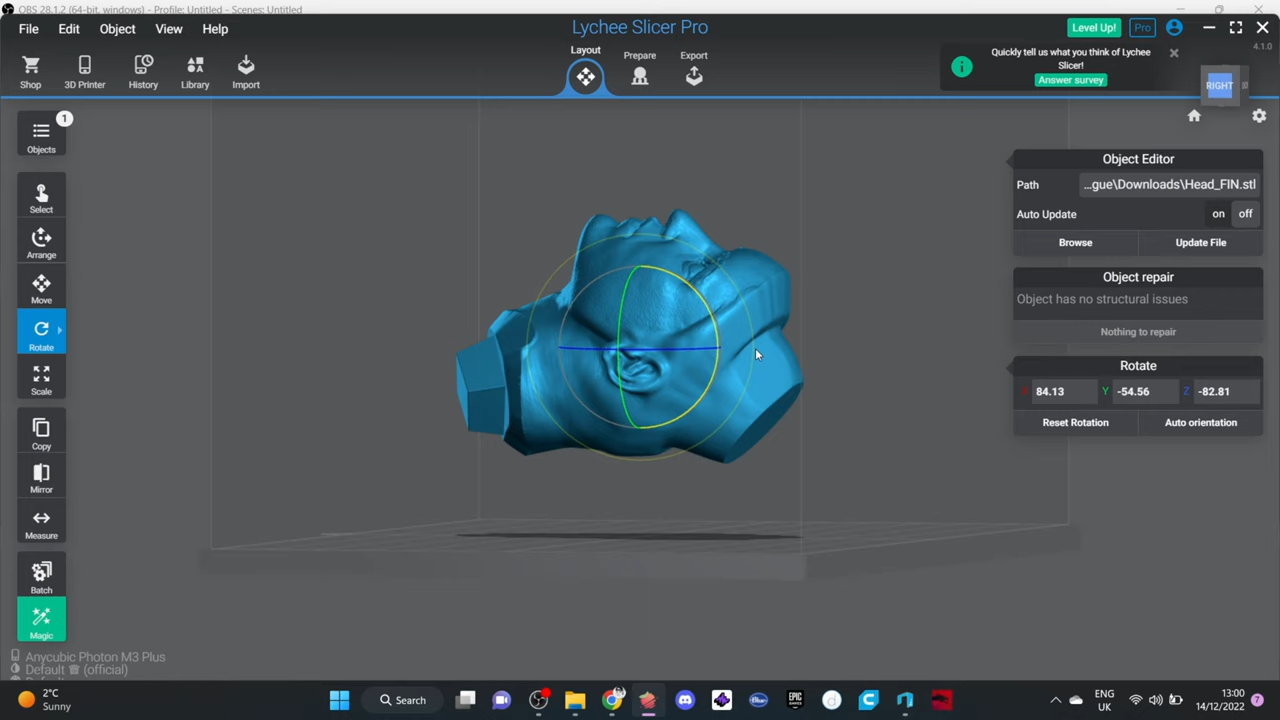 OBS 28.1.2 (64-bit, windows) - Profile: Untitled - Scenes: Untitled
File Edit Object View Help
Lychee Slicer Pro
Level Up! Pro
4.1.0
Shop 3D Printer History Library Import
Layout Prepare Export
Quickly tell us what you think of Lychee
Slicer!
Answer survey
RIGHT
1
Objects
Select
Arrange
Move
Rotate
Scale
Copy
Mirror
Measure
Batch
Magic
Object Editor
Path ...gue\Downloads\Head_FIN.stl
Auto Update on off
Browse Update File
Object repair
Object has no structural issues
Nothing to repair
Rotate
X 84.13 Y -54.56 Z -82.81
Reset Rotation Auto orientation
Anycubic Photon M3 Plus
Default (official)
2°C
Sunny
Search
Blue
EPIC
GAMES
ENG
UK
13:00
14/12/2022
7